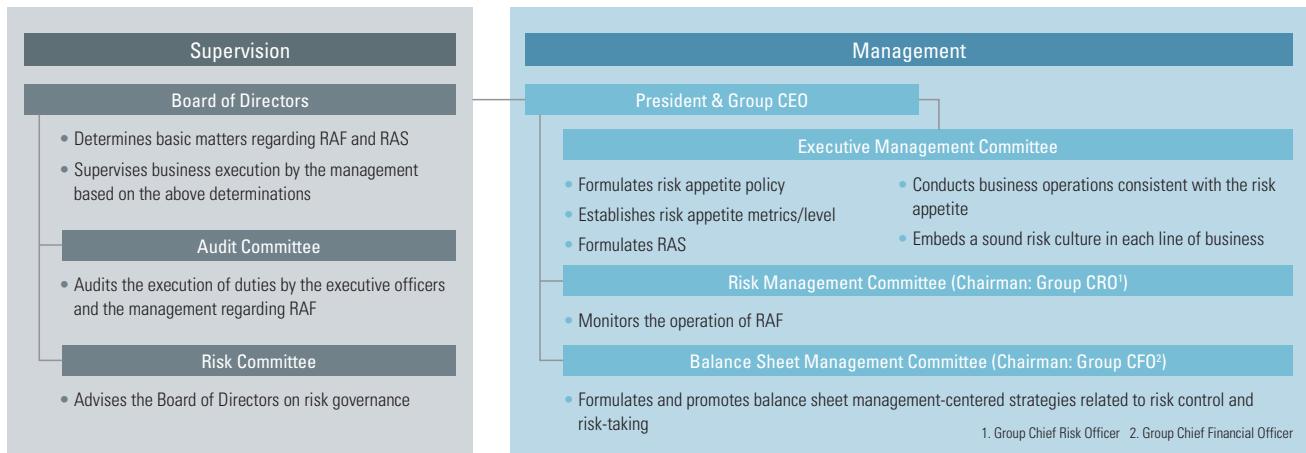 Supervision
Board of Directors
• Determines basic matters regarding RAF and RAS
• Supervises business execution by the management
based on the above determinations
Audit Committee
• Audits the execution of duties by the executive officers
and the management regarding RAF
Risk Committee
• Advises the Board of Directors on risk governance
Management
President & Group CEO
Executive Management Committee
• Formulates risk appetite policy
• Establishes risk appetite metrics/level
• Formulates RAS
• Conducts business operations consistent with the risk
appetite
• Embeds a sound risk culture in each line of business
Risk Management Committee (Chairman: Group CRO¹)
• Monitors the operation of RAF
Balance Sheet Management Committee (Chairman: Group CFO²)
• Formulates and promotes balance sheet management-centered strategies related to risk control and
risk-taking
1. Group Chief Risk Officer 2. Group Chief Financial Officer